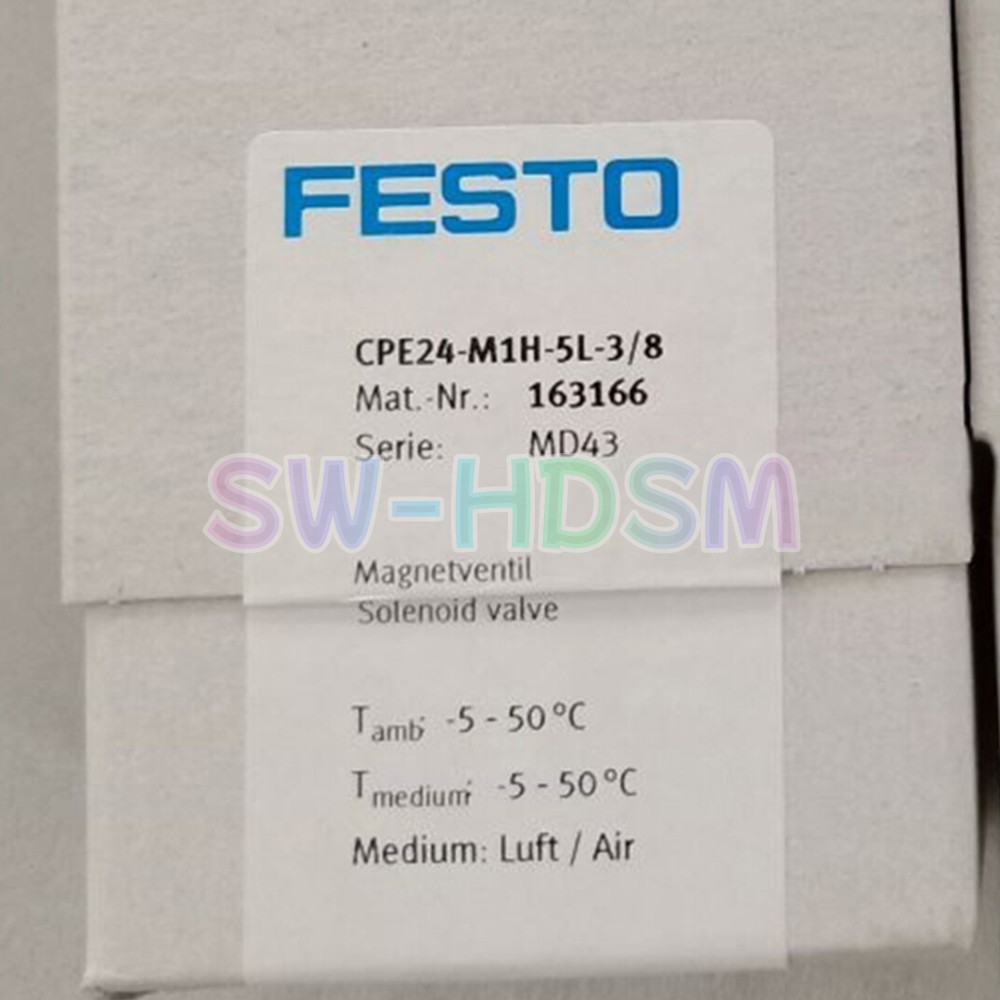 FESTO
CPE24-M1H-5L-3/8
Mat.-Nr.: 163166
Serie: MD43
SW-HDSM
Magnetventil
Solenoid valve
Tamb: -5 - 50 °C
Tmedium: -5 - 50 °C
Medium: Luft / Air